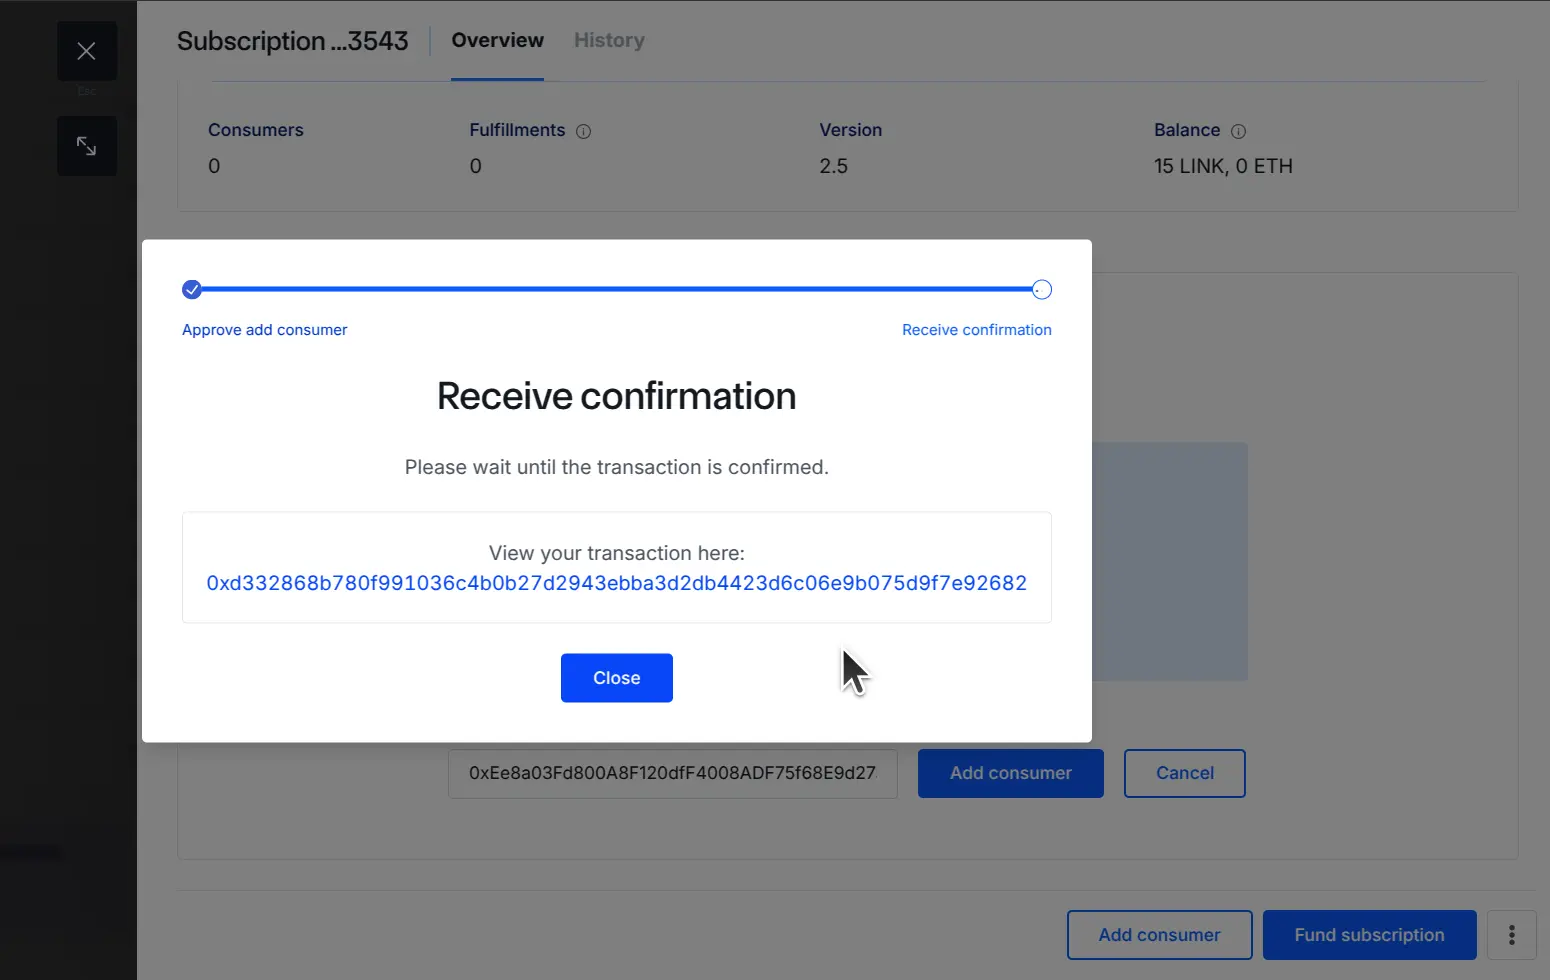 Esc
Subscription ...3543
Overview
History
Consumers
Fulfillments
Version
Balance
0
0
2.5
15 LINK, 0 ETH
Approve add consumer
Receive confirmation
Receive confirmation
Please wait until the transaction is confirmed.
View your transaction here:
0xd332868b780f991036c4b0b27d2943ebba3d2db4423d6c06e9b075d9f7e92682
Close
0xEe8a03Fd800A8F120dfF4008ADF75f68E9d27
Add consumer
Cancel
Add consumer
Fund subscription